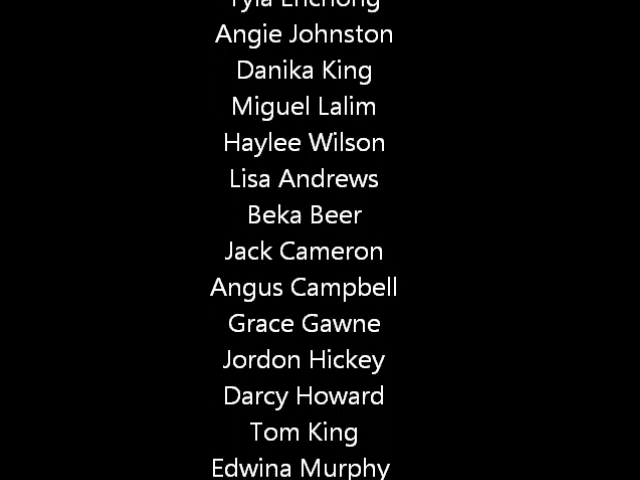 Angie Johnston
Danika King
Miguel Lalim
Haylee Wilson
Lisa Andrews
Beka Beer
Jack Cameron
Angus Campbell
Grace Gawne
Jordon Hickey
Darcy Howard
Tom King
Edwina Murphy